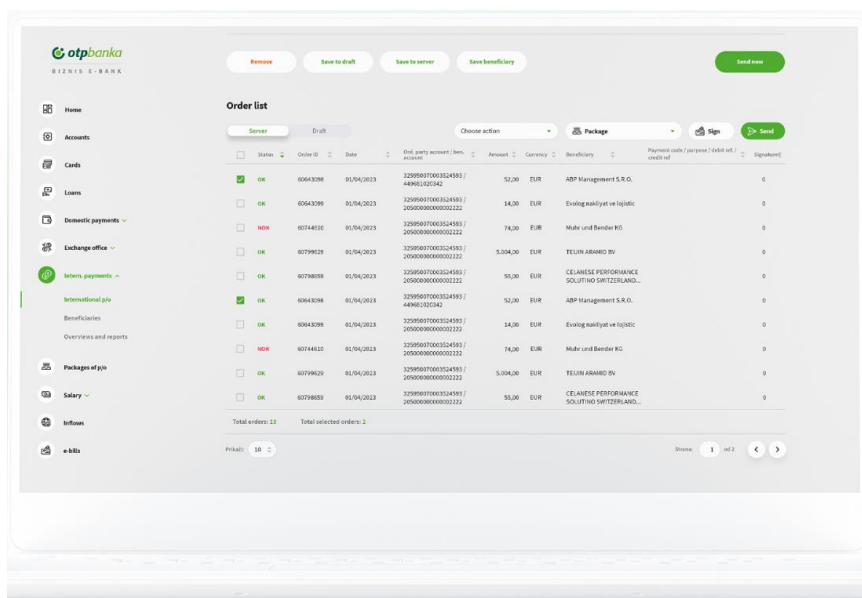 otpbanka
BIZNIS E-BANK
Remove
Save to draft
Save to server
Save beneficiary
Send now
Home
Accounts
Cards
Loans
Domestic payments
Exchange office
Intern. payments
International p/o
Beneficiaries
Overviews and reports
Packages of p/o
Salary
Inflows
e-bills
Order list
Server
Draft
Choose action
Package
Sign
Send
Status Order ID Date Ord. party account / ben. account Amount Currency Beneficiary Payment code / purpose / debit ref. / credit ref Signature
OK 60643098 01/04/2023 325950070003524593 / 449681020342 52,00 EUR ABP Management S.R.O. 0
OK 60643099 01/04/2023 325950070003524593 / 205000000000002222 14,00 EUR Evolog nakliyat ve lojistic 0
NOK 60744610 01/04/2023 325950070003524593 / 205000000000002222 74,00 EUR Muhr und Bender KG 0
OK 60799629 01/04/2023 325950070003524593 / 205000000000002222 5.004,00 EUR TEIJIN ARAMID BV 0
OK 60798659 01/04/2023 325950070003524593 / 205000000000002222 55,00 EUR CELANESE PERFORMANCE SOLUTINO SWITZERLAND... 0
OK 60643098 01/04/2023 325950070003524593 / 449681020342 52,00 EUR ABP Management S.R.O. 0
OK 60643098 01/04/2023 325950070003524593 / 205000000000002222 14,00 EUR Evolog nakliyat ve lojistic 0
NOK 60744610 01/04/2023 325950070003524593 / 205000000000002222 74,00 EUR Muhr und Bender KG 0
OK 60799629 01/04/2023 325950070003524593 / 205000000000002222 5.004,00 EUR TEIJIN ARAMID BV 0
OK 60798659 01/04/2023 325950070003524593 / 205000000000002222 55,00 EUR CELANESE PERFORMANCE SOLUTINO SWITZERLAND... 0
Total orders: 13 Total selected orders: 2
Prikaži: 10
Strana: 1 od 2